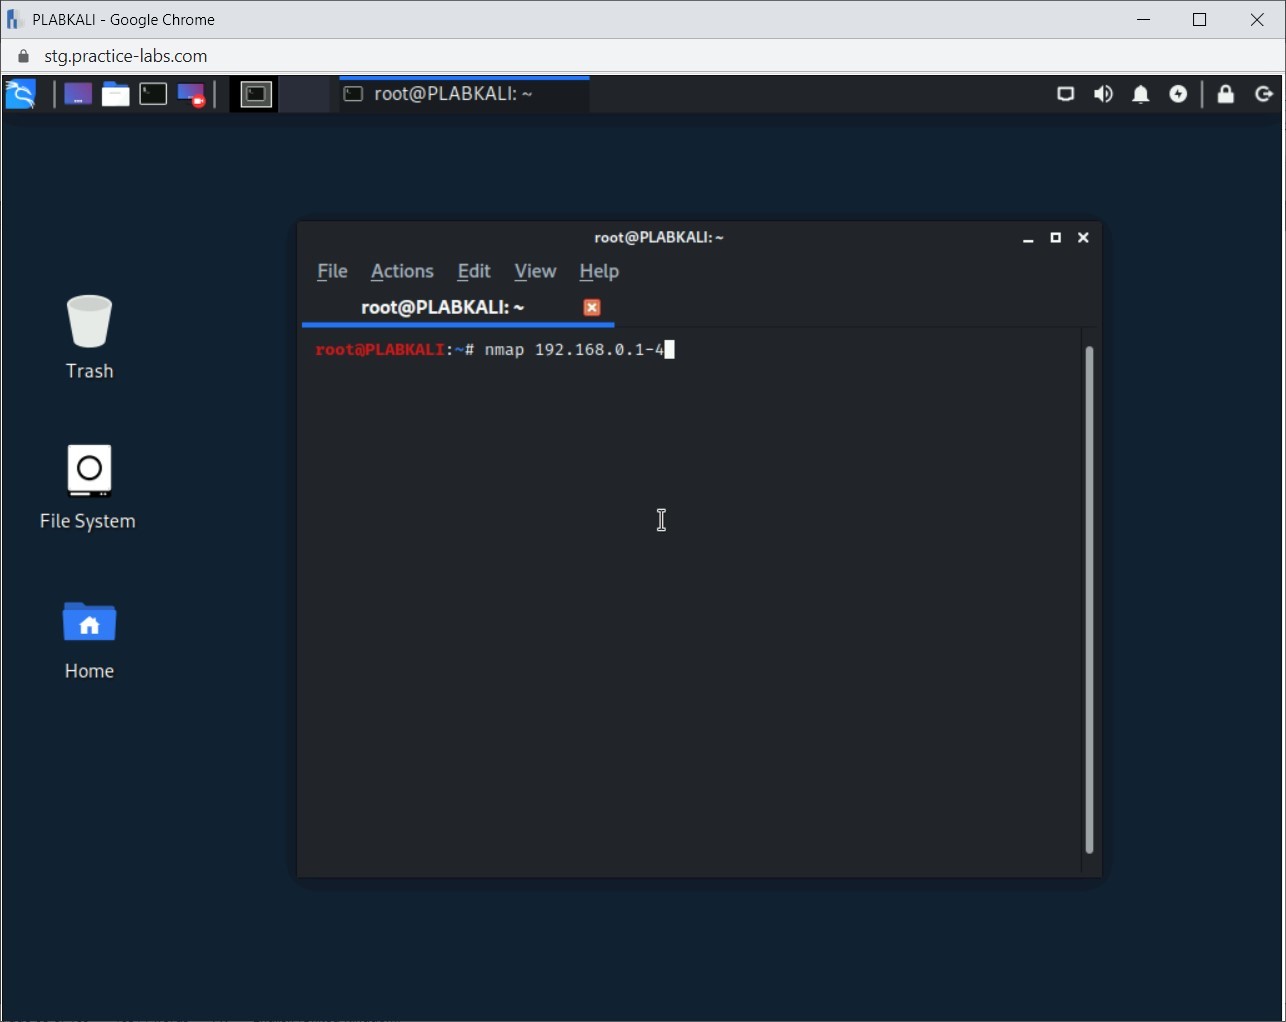 PLABKALI - Google Chrome
stg.practice-labs.com
root@PLABKALI: ~
root@PLABKALI: ~
File Actions Edit View Help
root@PLABKALI: ~
root@PLABKALI:~# nmap 192.168.0.1-4
Trash
File System
Home